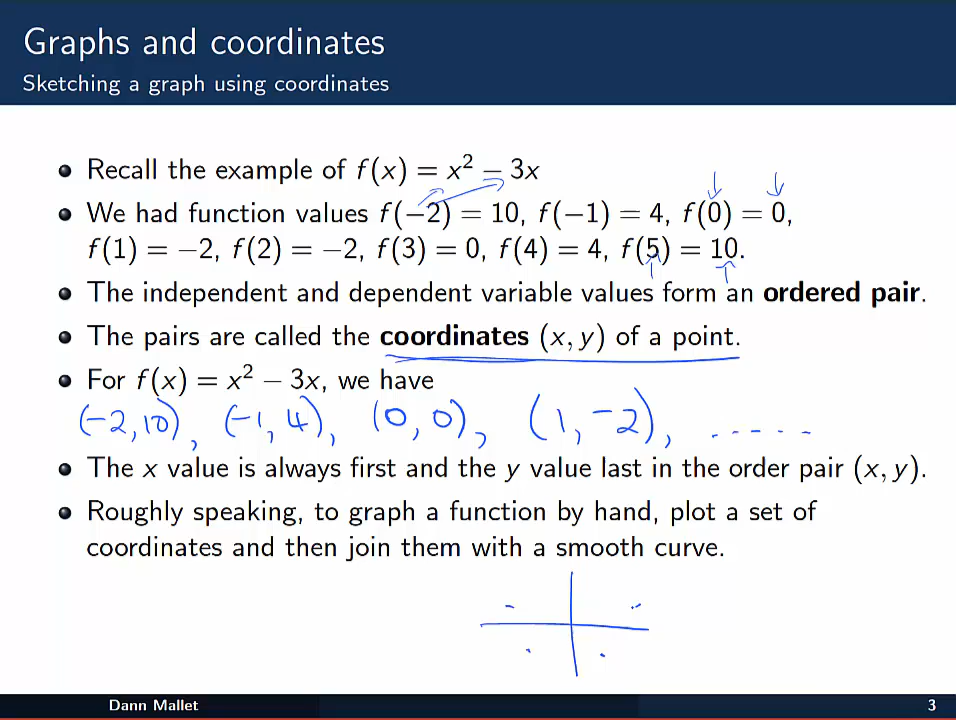 Graphs and coordinates
Sketching a graph using coordinates
Recall the example of f(x) = x² − 3x
We had function values f(−2) = 10, f(−1) = 4, f(0) = 0,
f(1) = −2, f(2) = −2, f(3) = 0, f(4) = 4, f(5) = 10.
The independent and dependent variable values form an ordered pair.
The pairs are called the coordinates (x, y) of a point.
For f(x) = x² − 3x, we have
(-2, 10), (-1, 4), (0, 0), (1, -2), .....
The x value is always first and the y value last in the order pair (x, y).
Roughly speaking, to graph a function by hand, plot a set of
coordinates and then join them with a smooth curve.
Dann Mallet 3